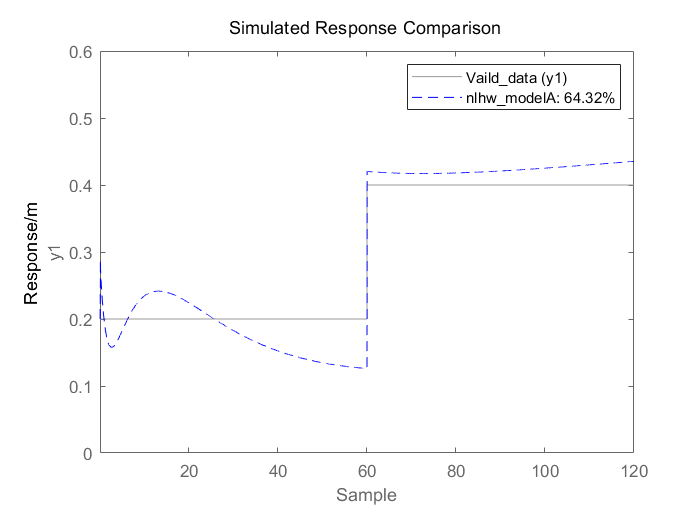 Simulated Response Comparison
Vaild_data (y1)
nlhw_modelA: 64.32%
Response/m
y1
0.6
0.5
0.4
0.3
0.2
0.1
0
20
40
60
80
100
120
Sample